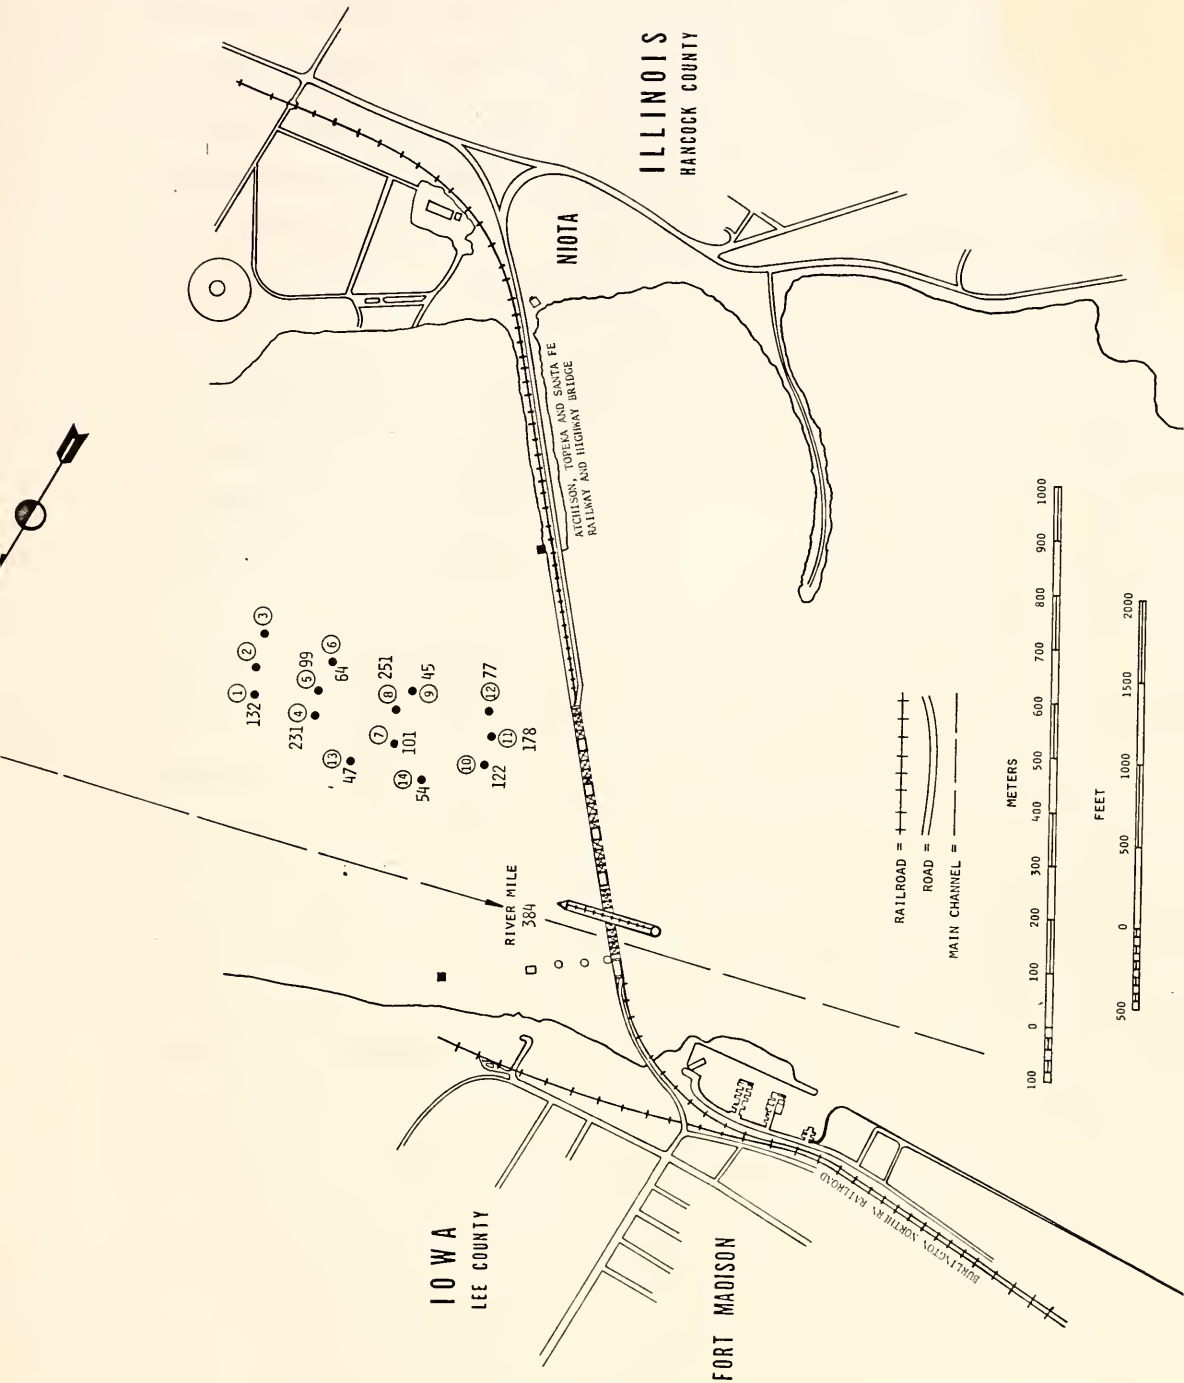 ILLINOIS
HANCOCK COUNTY
NIOTA
ATCHISON, TOPEKA AND SANTA FE
RAILWAY AND HIGHWAY BRIDGE
1
132
2
3
4
231
5 99
6
64
7
101
8 251
9 45
10
122
11
178
12 77
13
47
14
54
RIVER MILE
384
IOWA
LEE COUNTY
FORT MADISON
BURLINGTON NORTHERN RAILROAD
RAILROAD =
ROAD =
MAIN CHANNEL =
METERS
100 0 100 200 300 400 500 600 700 800 900 1000
FEET
500 0 500 1000 1500 2000